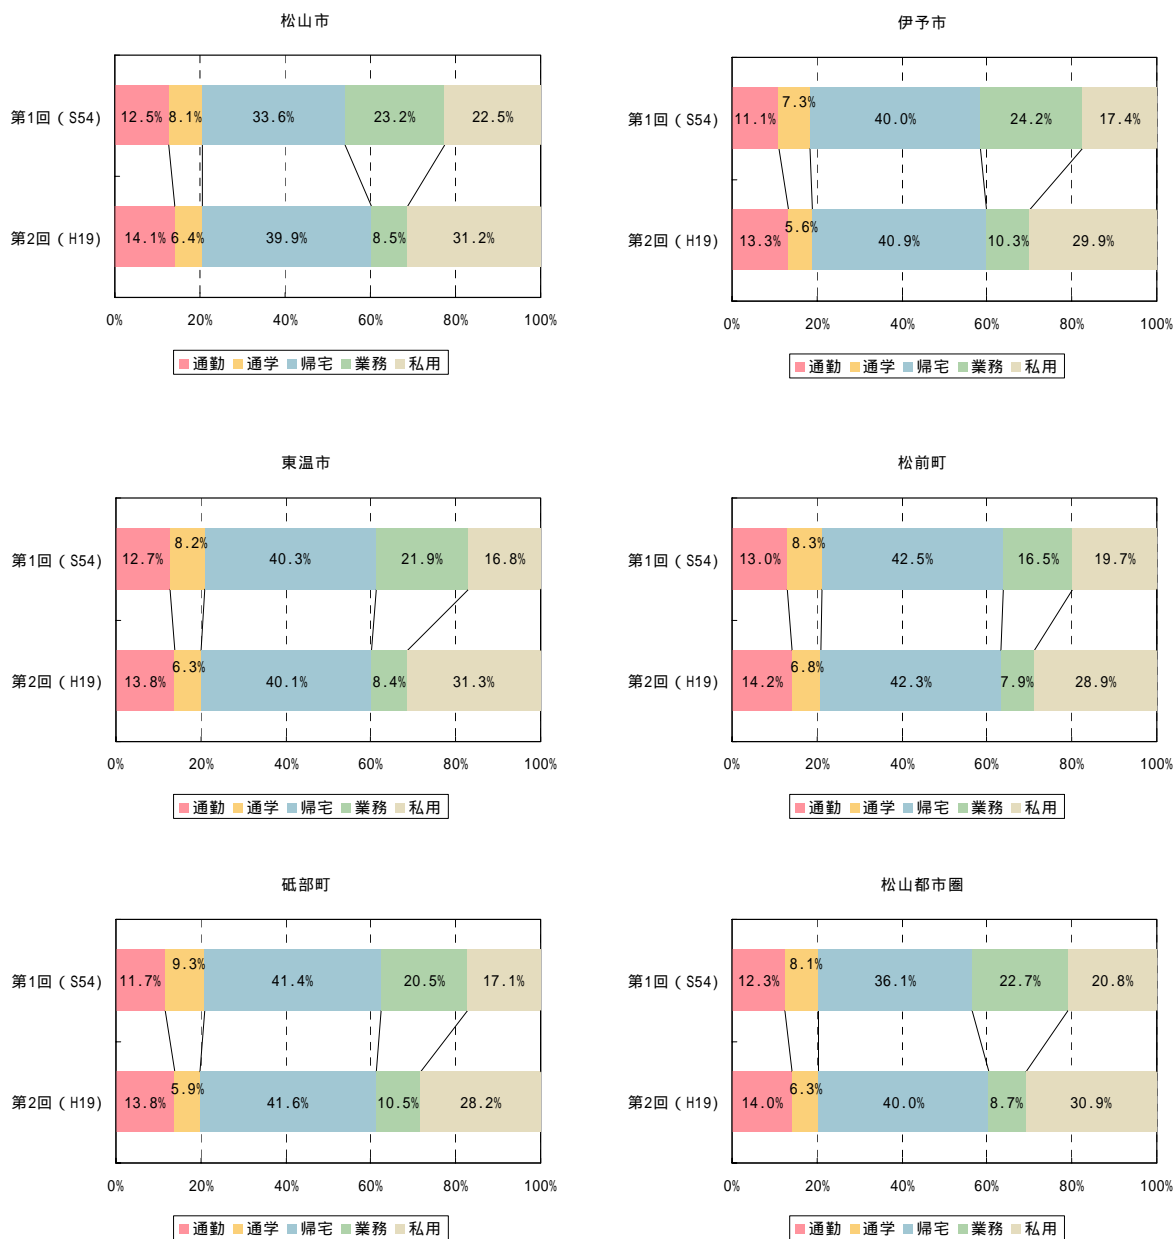 松山市
第1回（S54) 12.5% 8.1% 33.6% 23.2% 22.5%
第2回（H19) 14.1% 6.4% 39.9% 8.5% 31.2%
0% 20% 40% 60% 80% 100%
通勤 通学 帰宅 業務 私用
伊予市
第1回（S54) 11.1% 7.3% 40.0% 24.2% 17.4%
第2回（H19) 13.3% 5.6% 40.9% 10.3% 29.9%
0% 20% 40% 60% 80% 100%
通勤 通学 帰宅 業務 私用
東温市
第1回（S54) 12.7% 8.2% 40.3% 21.9% 16.8%
第2回（H19) 13.8% 6.3% 40.1% 8.4% 31.3%
0% 20% 40% 60% 80% 100%
通勤 通学 帰宅 業務 私用
松前町
第1回（S54) 13.0% 8.3% 42.5% 16.5% 19.7%
第2回（H19) 14.2% 6.8% 42.3% 7.9% 28.9%
0% 20% 40% 60% 80% 100%
通勤 通学 帰宅 業務 私用
砥部町
第1回（S54) 11.7% 9.3% 41.4% 20.5% 17.1%
第2回（H19) 13.8% 5.9% 41.6% 10.5% 28.2%
0% 20% 40% 60% 80% 100%
通勤 通学 帰宅 業務 私用
松山都市圏
第1回（S54) 12.3% 8.1% 36.1% 22.7% 20.8%
第2回（H19) 14.0% 6.3% 40.0% 8.7% 30.9%
0% 20% 40% 60% 80% 100%
通勤 通学 帰宅 業務 私用